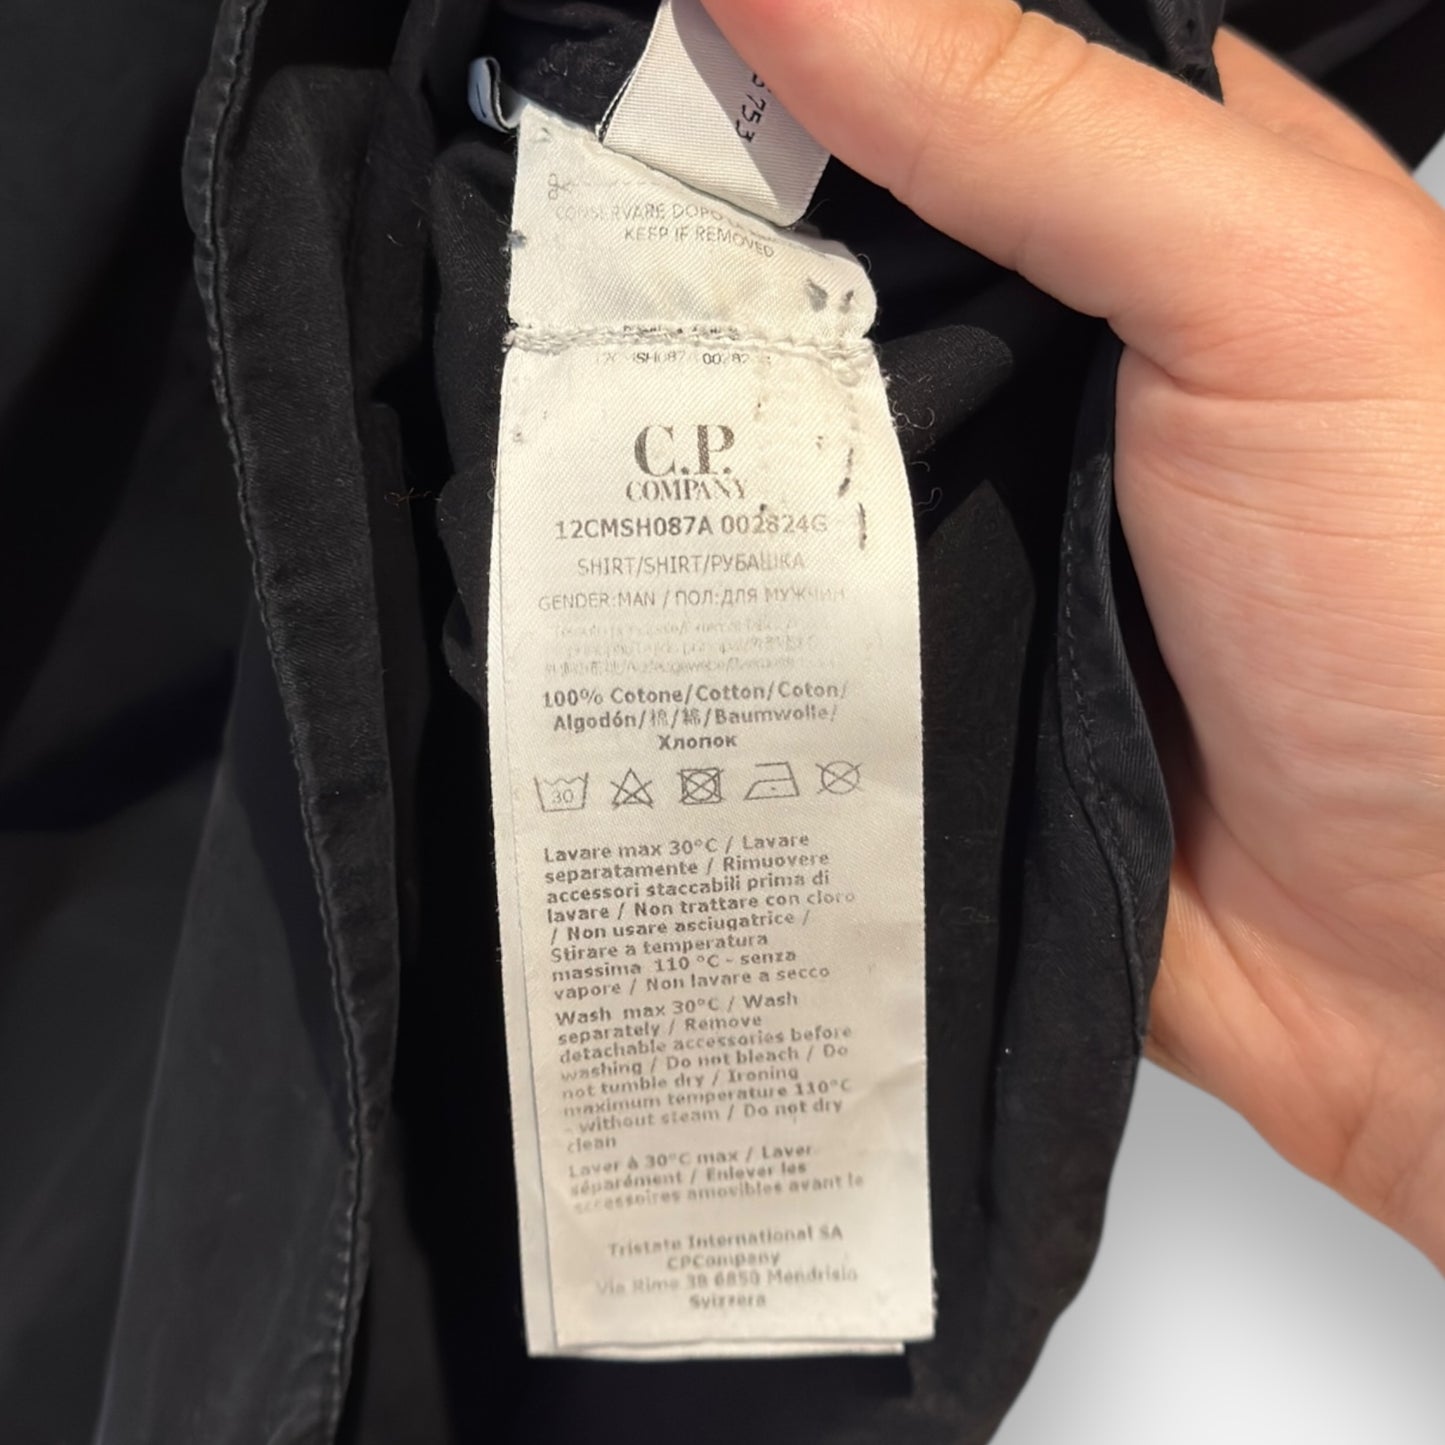 753
CONSERVARE DOPO
KEEP IF REMOVED
C.P.
COMPANY
12CMSH087A 002824G
SHIRT/SHIRT/РУБАШКА
GENDER:MAN / ПОЛ:ДЛЯ МУЖЧИН
100% Cotone/Cotton/Coton/
Algodón/棉/綿/Baumwolle/
Хлопок
30
Lavare max 30°C / Lavare
separatamente / Rimuovere
accessori staccabili prima di
lavare / Non trattare con cloro
/ Non usare asciugatrice /
Stirare a temperatura
massima 110 °C - senza
vapore / Non lavare a secco
Wash max 30°C / Wash
separately / Remove
detachable accessories before
washing / Do not bleach / Do
not tumble dry / Ironing
maximum temperature 110°C
- without steam / Do not dry
clean
Laver à 30°C max / Laver
séparément / Enlever les
accessoires amovibles avant le
Tristate International SA
CPCompany
Via Rime 38 6850 Mendrisio
Svizzera